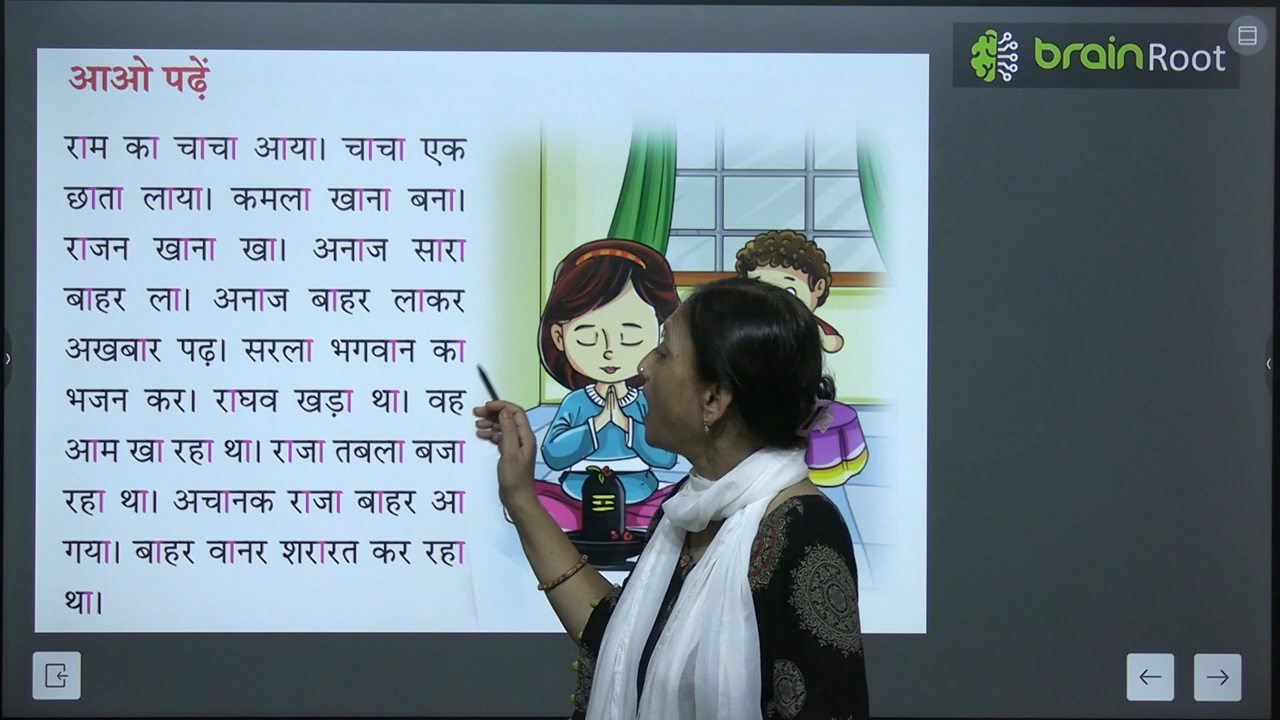 brainRoot
आओ पढ़ें
राम का चाचा आया। चाचा एक
छाता लाया। कमला खाना बना।
राजन खाना खा। अनाज सारा
बाहर ला। अनाज बाहर लाकर
अखबार पढ़। सरला भगवान का
भजन कर। राघव खड़ा था। वह
आम खा रहा था। राजा तबला बजा
रहा था। अचानक राजा बाहर आ
गया। बाहर वानर शरारत कर रहा
था।